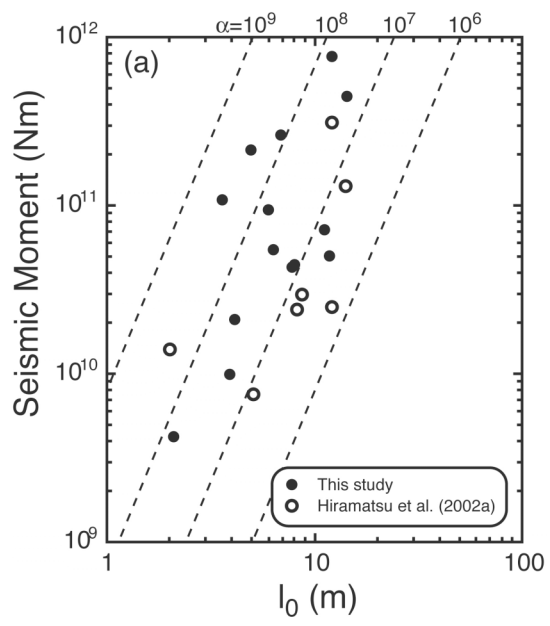 α=10⁹ 10⁸ 10⁷ 10⁶
(a)
Seismic Moment (Nm)
10¹²
10¹¹
10¹⁰
10⁹
This study
Hiramatsu et al. (2002a)
1 10 100
l₀ (m)